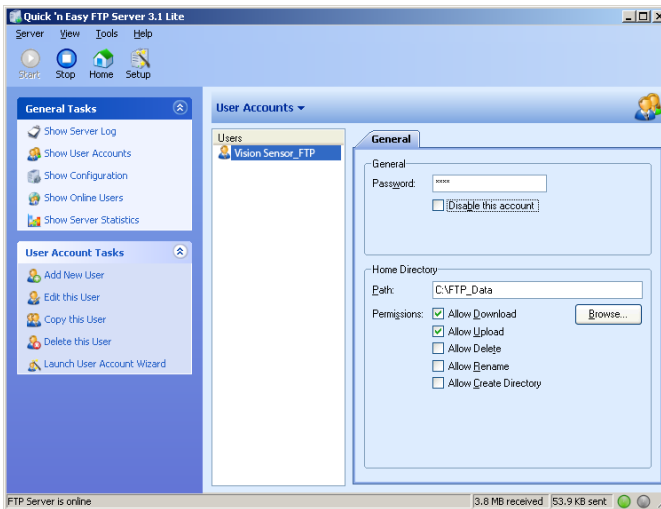 Quick 'n Easy FTP Server 3.1 Lite
Server View Tools Help
Start Stop Home Setup
General Tasks
Show Server Log
Show User Accounts
Show Configuration
Show Online Users
Show Server Statistics
User Account Tasks
Add New User
Edit this User
Copy this User
Delete this User
Launch User Account Wizard
User Accounts
Users
Vision Sensor_FTP
General
General
Password: ****
Disable this account
Home Directory
Path: C:\FTP_Data
Permissions: Allow Download Browse...
Allow Upload
Allow Delete
Allow Rename
Allow Create Directory
FTP Server is online 3.8 MB received 53.9 KB sent